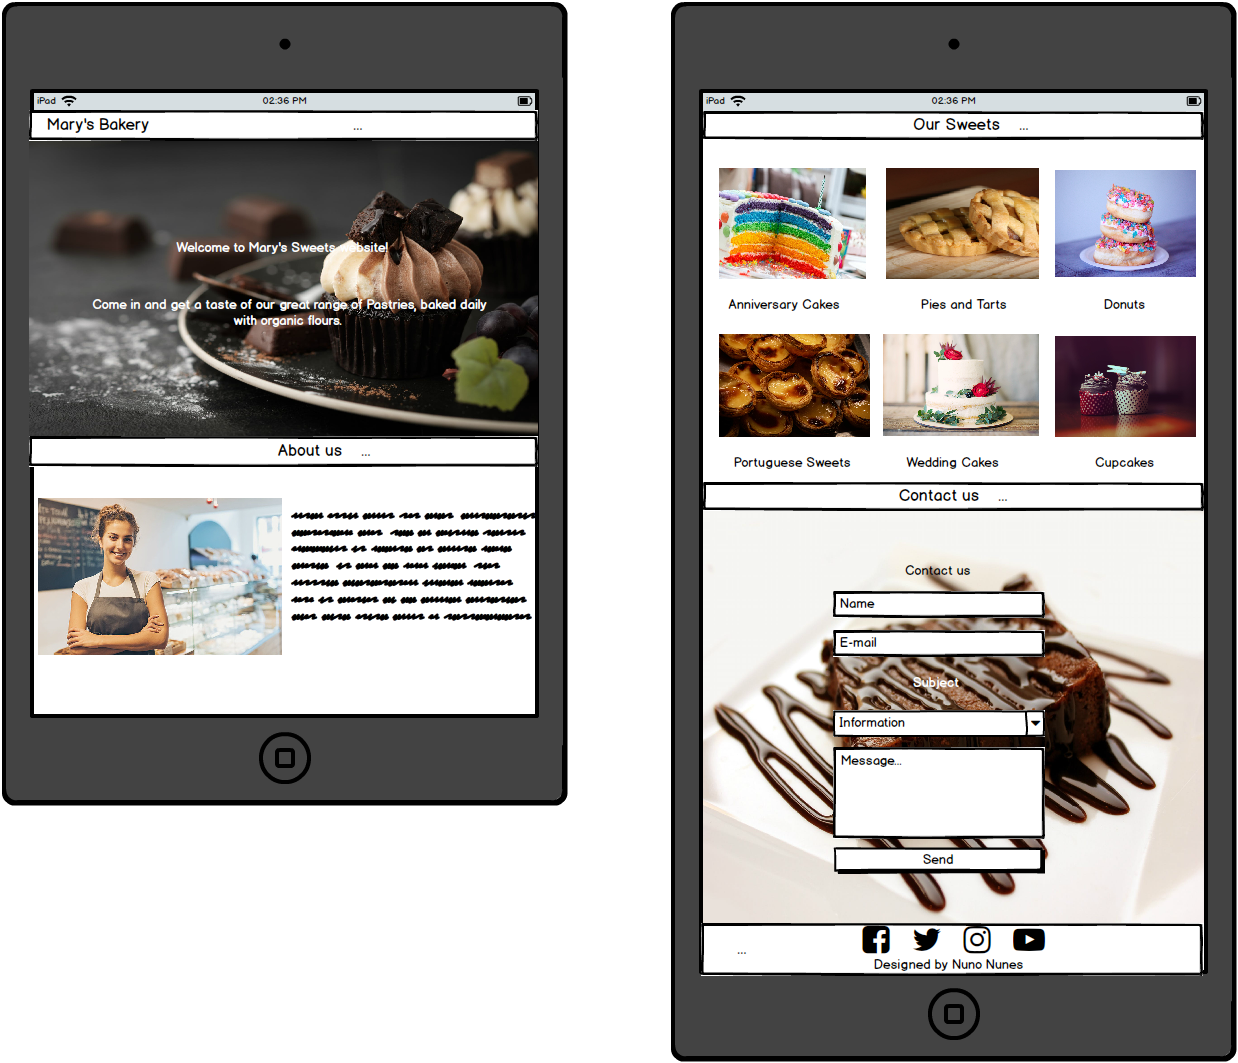 iPad
02:36 PM
Mary's Bakery
...
Welcome to Mary's Sweets website!
Come in and get a taste of our great range of Pastries, baked daily
with organic flours.
About us
...
iPad
02:36 PM
Our Sweets
...
Anniversary Cakes
Pies and Tarts
Donuts
Portuguese Sweets
Wedding Cakes
Cupcakes
Contact us
...
Contact us
Name
E-mail
Subject
Information
Message...
Send
...
Designed by Nuno Nunes